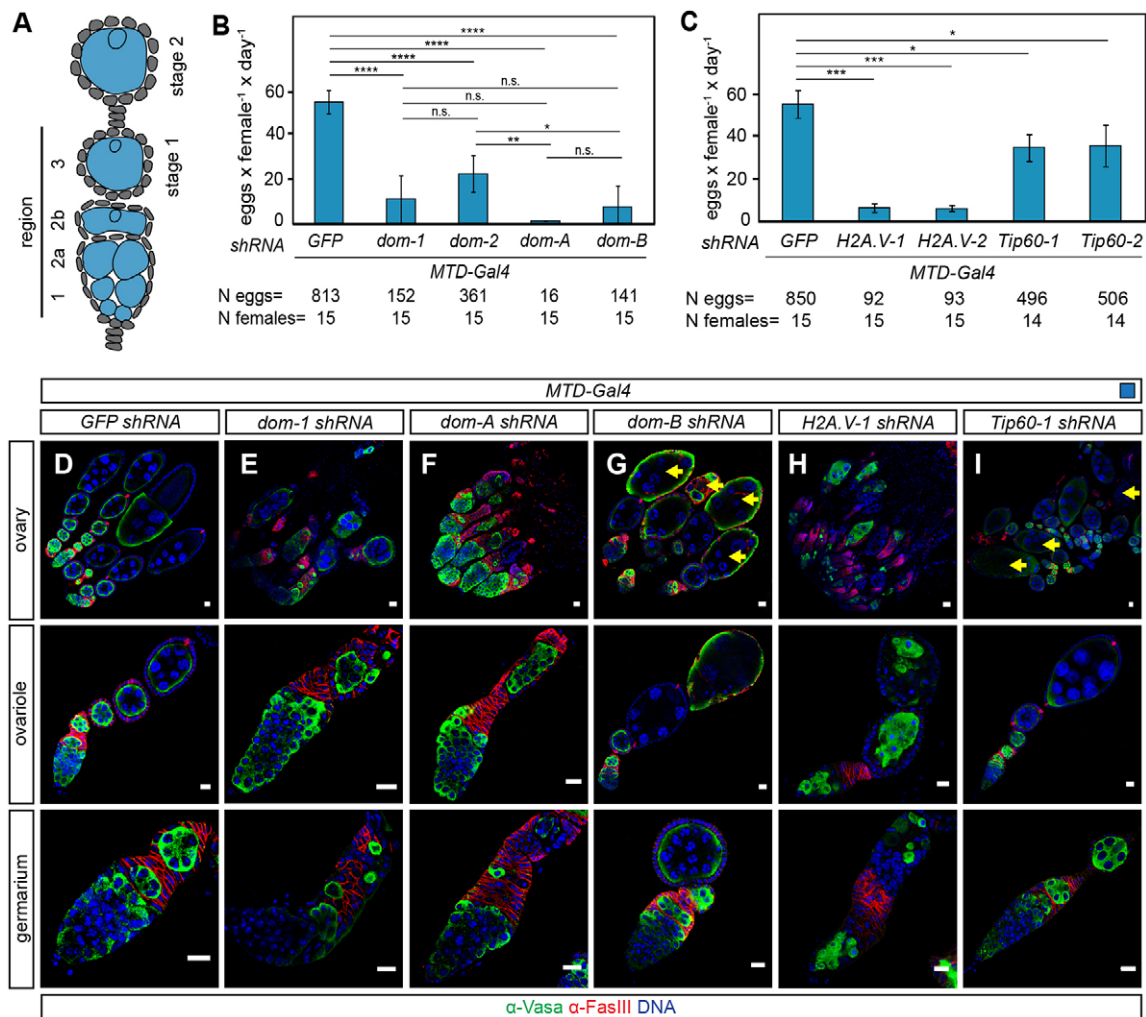 A
stage 2
stage 1
region
3
2b
2a
1
B
eggs x female⁻¹ x day⁻¹
60
40
20
0
****
****
****
****
n.s.
n.s.
n.s.
*
**
n.s.
shRNA GFP dom-1 dom-2 dom-A dom-B
MTD-Gal4
N eggs= 813 152 361 16 141
N females= 15 15 15 15 15
C
eggs x female⁻¹ x day⁻¹
60
40
20
0
*
*
***
***
shRNA GFP H2A.V-1 H2A.V-2 Tip60-1 Tip60-2
MTD-Gal4
N eggs= 850 92 93 496 506
N females= 15 15 15 14 14
MTD-Gal4
GFP shRNA dom-1 shRNA dom-A shRNA dom-B shRNA H2A.V-1 shRNA Tip60-1 shRNA
D E F G H I
ovary
ovariole
germarium
α-Vasa α-FasIII DNA